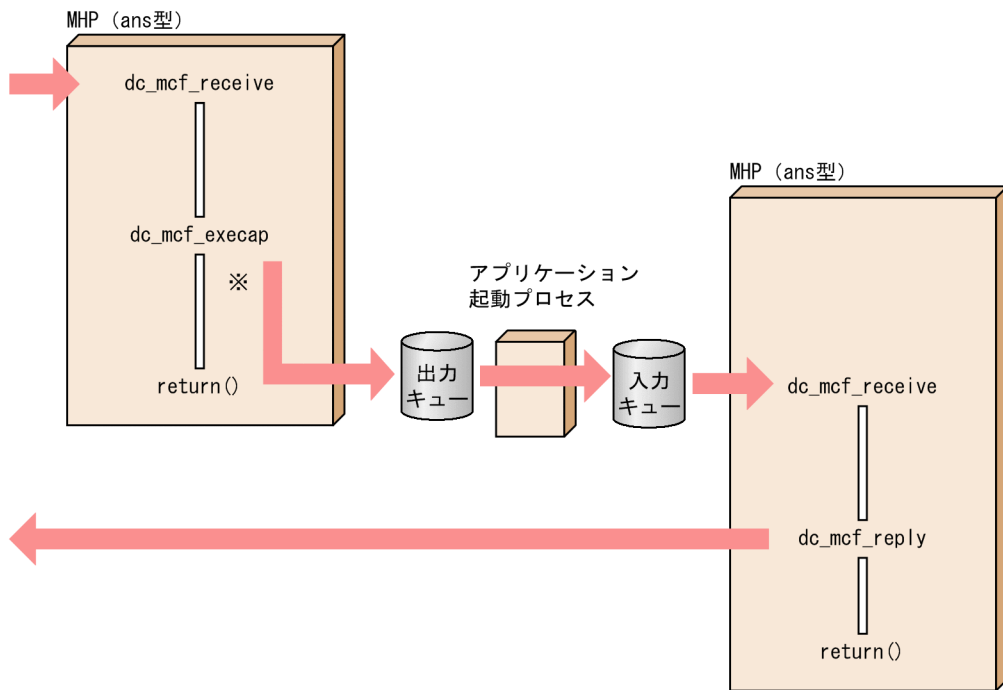 MHP (ans型)
dc_mcf_receive
dc_mcf_execap
※
return()
アプリケーション
起動プロセス
出力
キュー
入力
キュー
MHP (ans型)
dc_mcf_receive
dc_mcf_reply
return()